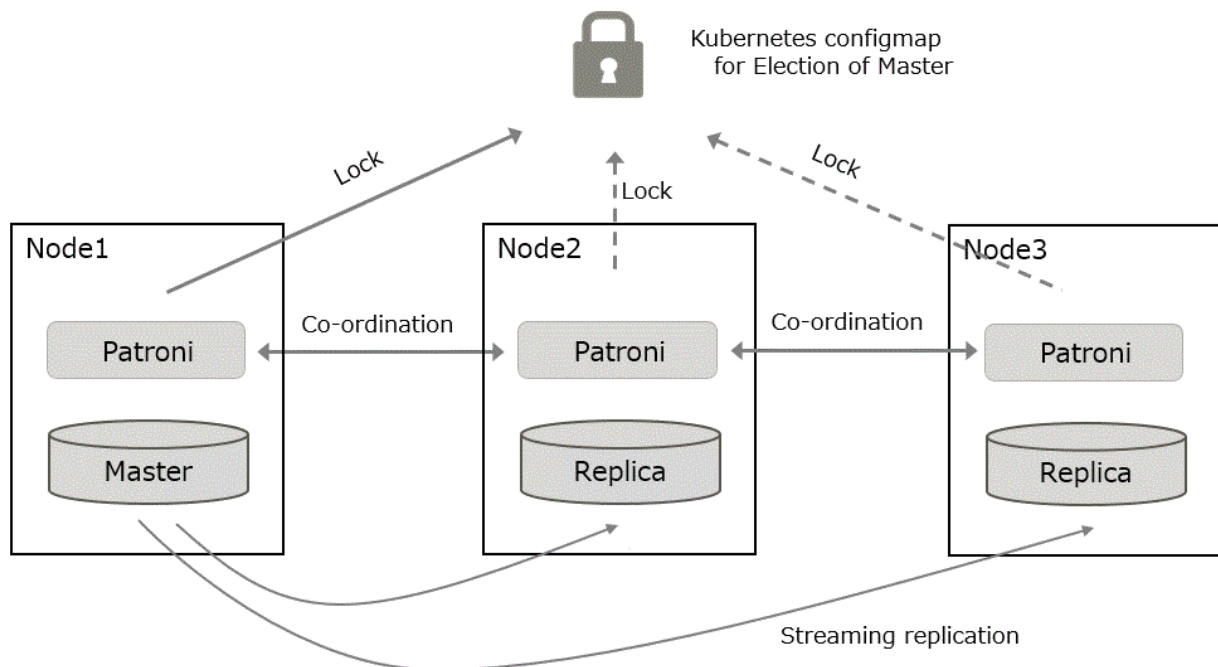 Kubernetes configmap
for Election of Master
Lock
Lock
Lock
Node1
Node2
Node3
Co-ordination
Co-ordination
Patroni
Patroni
Patroni
Master
Replica
Replica
Streaming replication